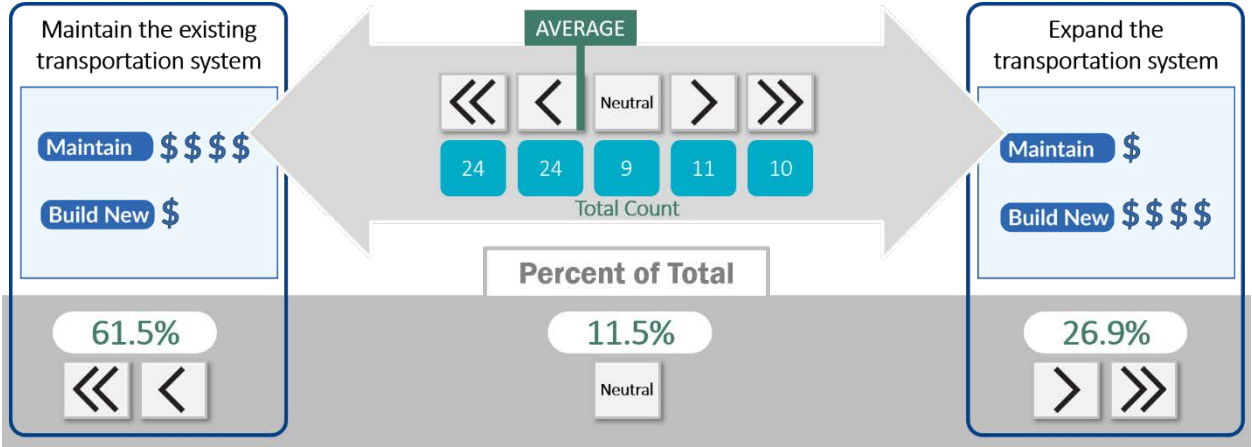 Maintain the existing
transportation system
Maintain $$$$
Build New $
AVERAGE
Neutral
24 24 9 11 10
Total Count
Expand the
transportation system
Maintain $
Build New $$$$
Percent of Total
61.5% 11.5% 26.9%
Neutral